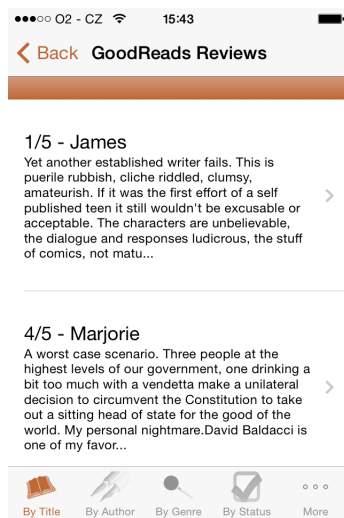 O2 - CZ 15:43
Back GoodReads Reviews
1/5 - James
Yet another established writer fails. This is
puerile rubbish, cliche riddled, clumsy,
amateurish. If it was the first effort of a self
published teen it still wouldn't be excusable or
acceptable. The characters are unbelievable,
the dialogue and responses ludicrous, the stuff
of comics, not matu...
4/5 - Marjorie
A worst case scenario. Three people at the
highest levels of our government, one drinking a
bit too much with a vendetta make a unilateral
decision to circumvent the Constitution to take
out a sitting head of state for the good of the
world. My personal nightmare.David Baldacci is
one of my favor...
By Title By Author By Genre By Status More